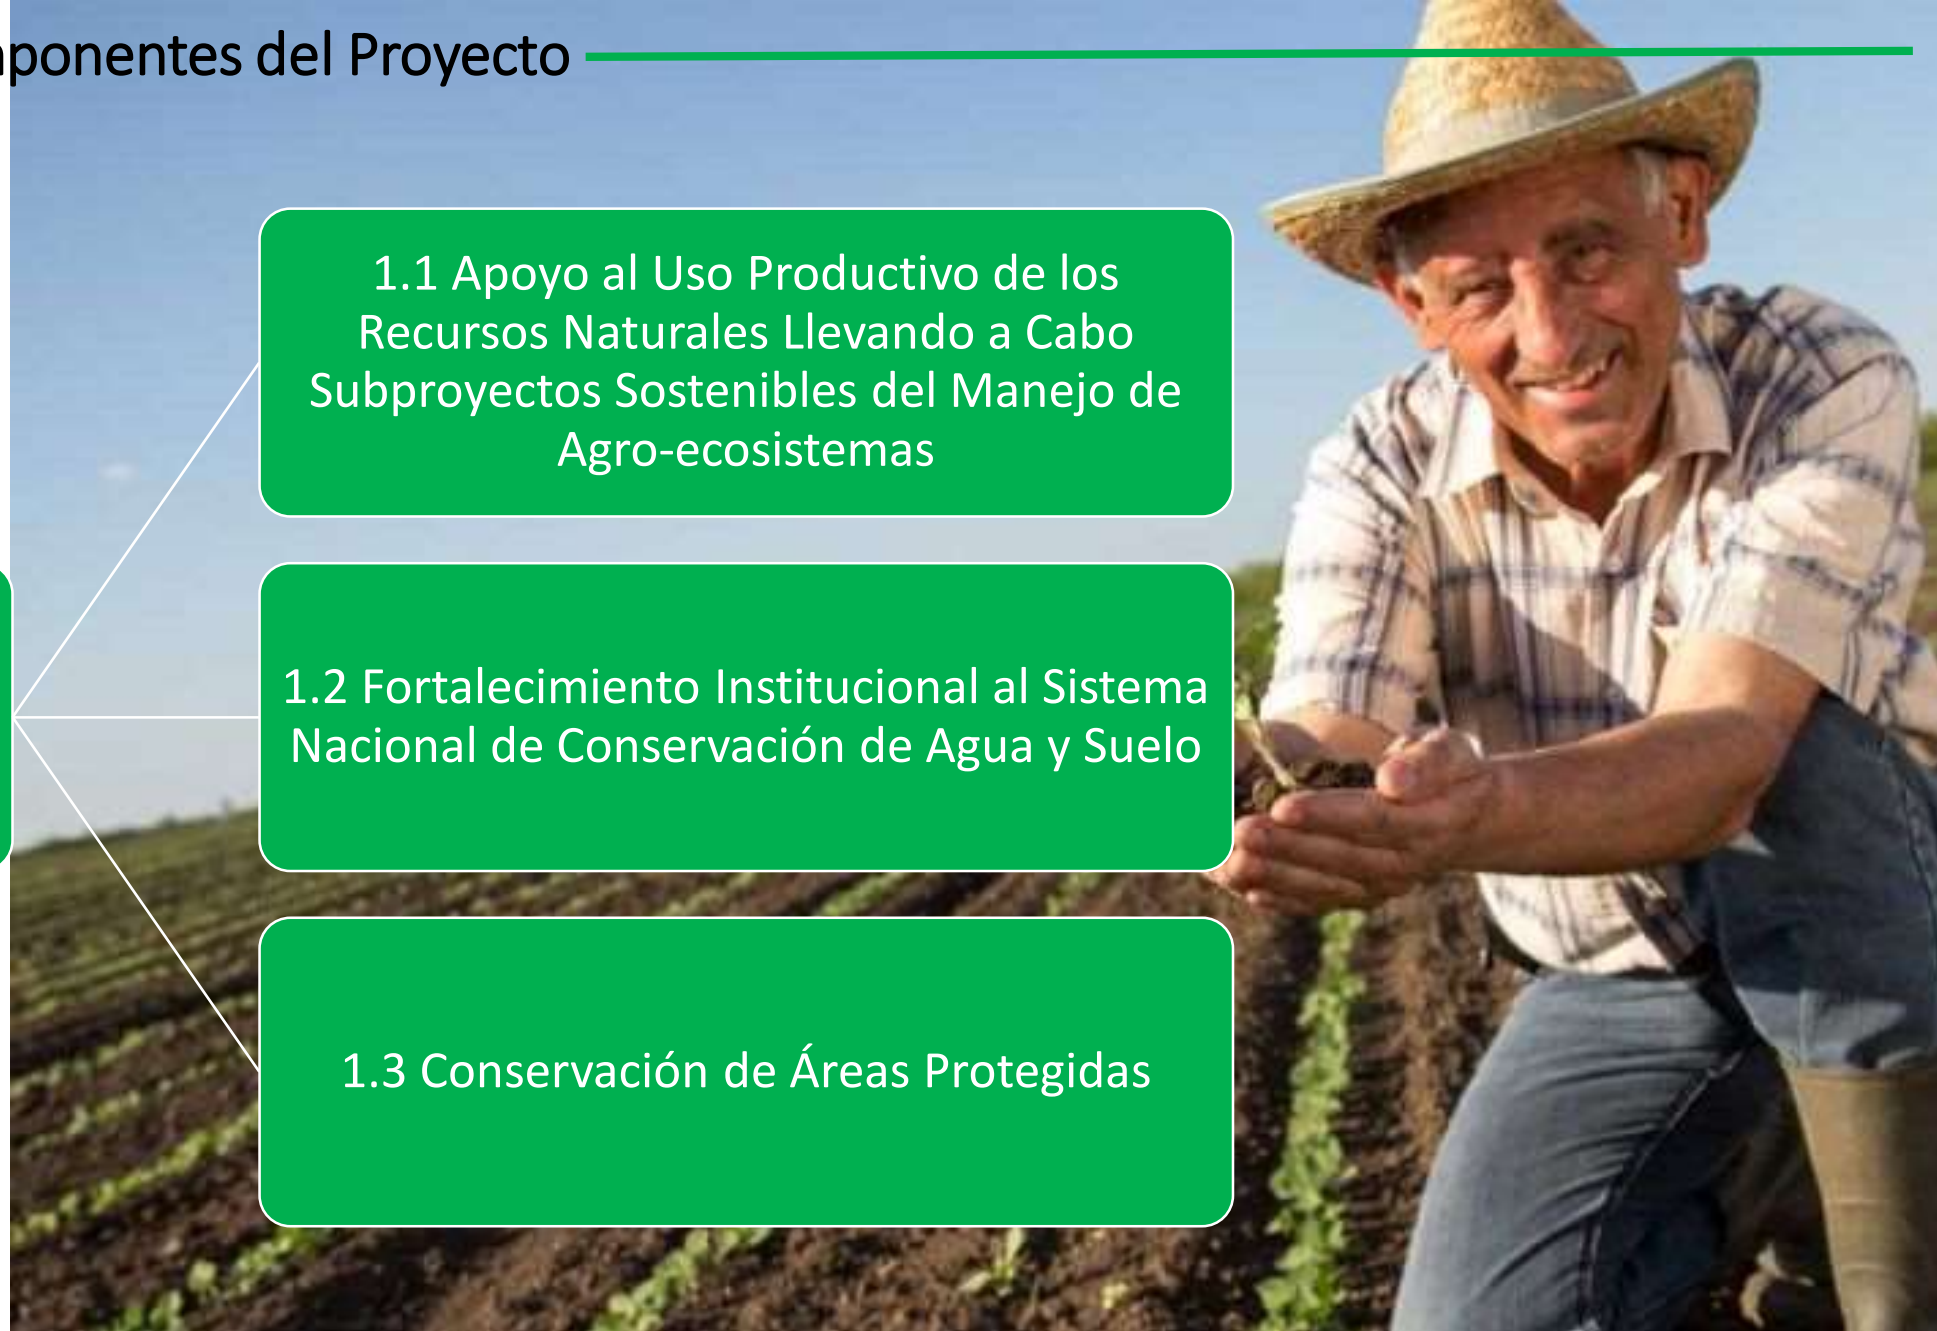 ponentes del Proyecto
1.1 Apoyo al Uso Productivo de los
Recursos Naturales Llevando a Cabo
Subproyectos Sostenibles del Manejo de
Agro-ecosistemas
1.2 Fortalecimiento Institucional al Sistema
Nacional de Conservación de Agua y Suelo
1.3 Conservación de Áreas Protegidas